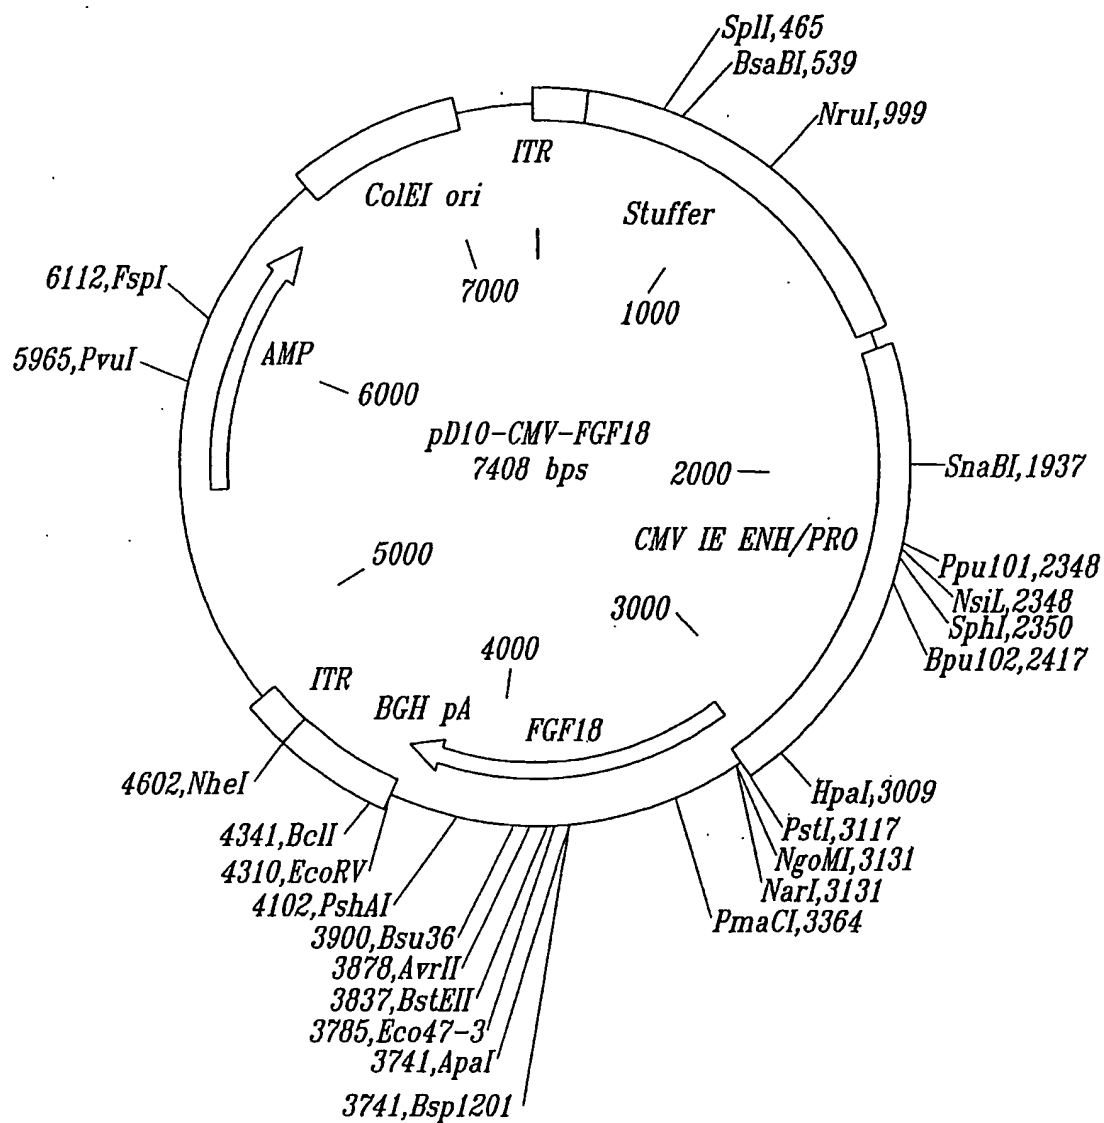 SplI,465
BsaBI,539
NruI,999
ITR
ColEI ori
Stuffer
6112,FspI
7000
1000
5965,PvuI
AMP
6000
pD10-CMV-FGF18
7408 bps
2000
SnaBI,1937
CMV IE ENH/PRO
5000
Ppu101,2348
NsiL,2348
SphI,2350
Bpu102,2417
3000
4000
ITR
BGH pA
FGF18
4602,NheI
HpaI,3009
PstI,3117
NgoMI,3131
NarI,3131
PmaCI,3364
4341,BclI
4310,EcoRV
4102,PshAI
3900,Bsu36
3878,AvrII
3837,BstEII
3785,Eco47-3
3741,ApaI
3741,Bsp1201